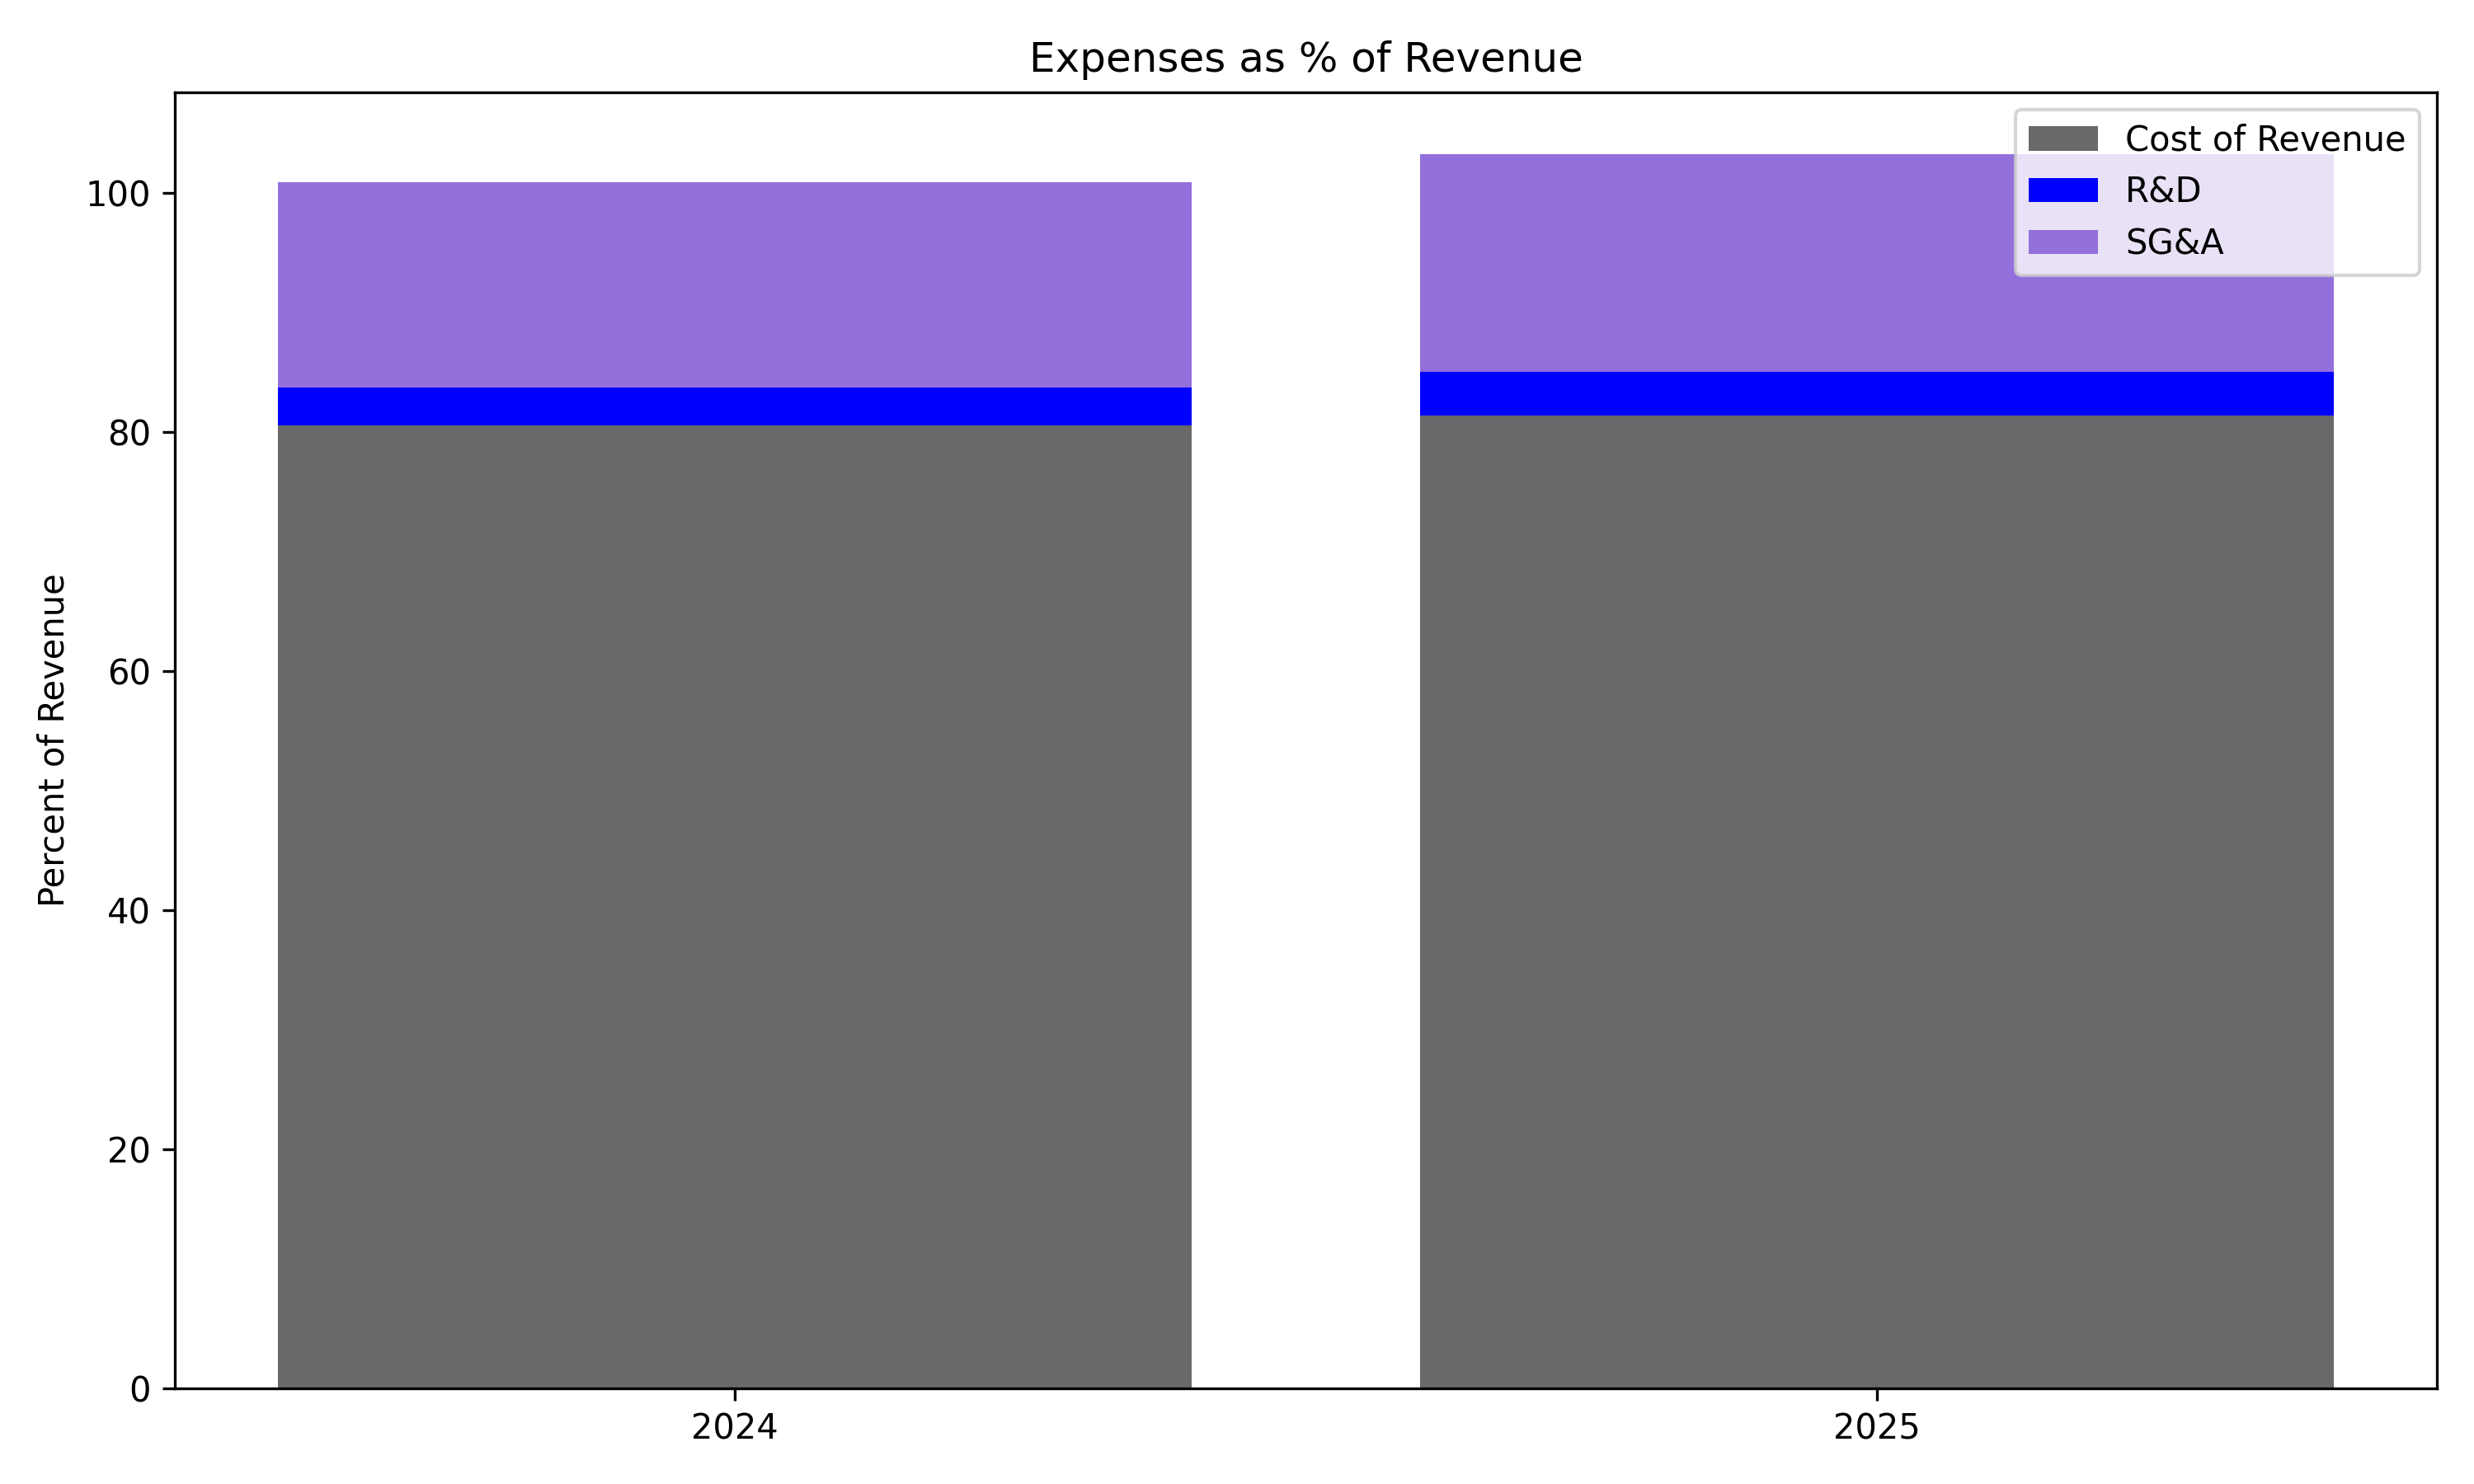 Expenses as % of Revenue
Cost of Revenue
R&D
SG&A
Percent of Revenue
100
80
60
40
20
0
2024
2025